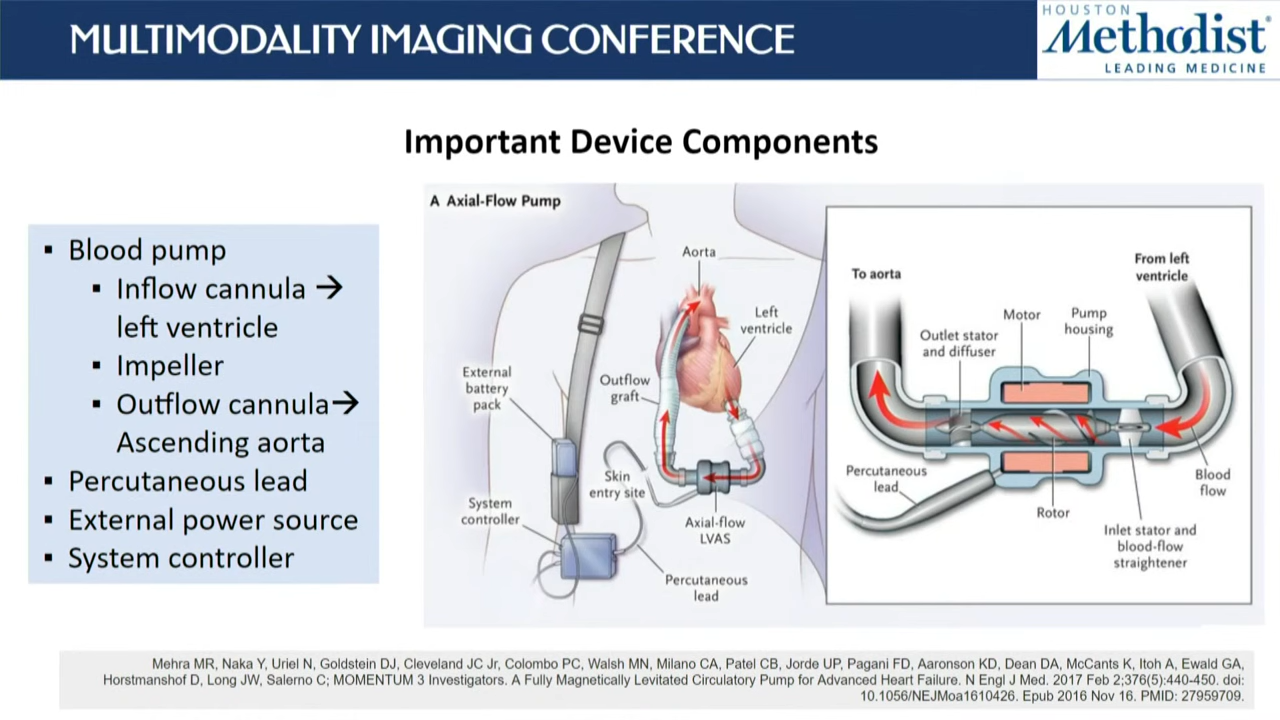 MULTIMODALITY IMAGING CONFERENCE
HOUSTON
Methodist®
LEADING MEDICINE
Important Device Components
▪ Blood pump
▪ Inflow cannula →
left ventricle
▪ Impeller
▪ Outflow cannula→
Ascending aorta
▪ Percutaneous lead
▪ External power source
▪ System controller
A Axial-Flow Pump
Aorta
Left
ventricle
External
battery
pack
Outflow
graft
Skin
entry site
System
controller
Axial-flow
LVAS
Percutaneous
lead
To aorta
From left
ventricle
Motor
Pump
housing
Outlet stator
and diffuser
Percutaneous
lead
Blood
flow
Rotor
Inlet stator and
blood-flow
straightener
Mehra MR, Naka Y, Uriel N, Goldstein DJ, Cleveland JC Jr, Colombo PC, Walsh MN, Milano CA, Patel CB, Jorde UP, Pagani FD, Aaronson KD, Dean DA, McCants K, Itoh A, Ewald GA,
Horstmanshof D, Long JW, Salerno C; MOMENTUM 3 Investigators. A Fully Magnetically Levitated Circulatory Pump for Advanced Heart Failure. N Engl J Med. 2017 Feb 2;376(5):440-450. doi:
10.1056/NEJMoa1610426. Epub 2016 Nov 16. PMID: 27959709.